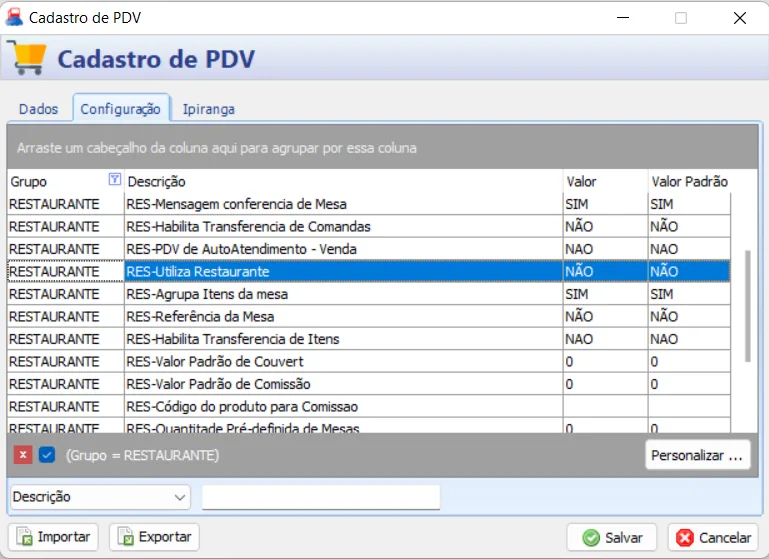 Cadastro de PDV
Cadastro de PDV
Dados Configuração Ipiranga
Arraste um cabeçalho da coluna aqui para agrupar por essa coluna
Grupo Descrição Valor Valor Padrão
RESTAURANTE RES-Mensagem conferencia de Mesa SIM SIM
RESTAURANTE RES-Habilita Transferencia de Comandas NÃO NÃO
RESTAURANTE RES-PDV de AutoAtendimento - Venda NAO NAO
RESTAURANTE RES-Utiliza Restaurante NÃO NÃO
RESTAURANTE RES-Agrupa Itens da mesa SIM SIM
RESTAURANTE RES-Referência da Mesa NÃO NÃO
RESTAURANTE RES-Habilita Transferencia de Itens NAO NAO
RESTAURANTE RES-Valor Padrão de Couvert 0 0
RESTAURANTE RES-Valor Padrão de Comissão 0 0
RESTAURANTE RES-Código do produto para Comissao
RESTAURANTE RES-Quantitade Pré-definida de Mesas 0 0
(Grupo = RESTAURANTE) Personalizar ...
Descrição
Importar Exportar Salvar Cancelar